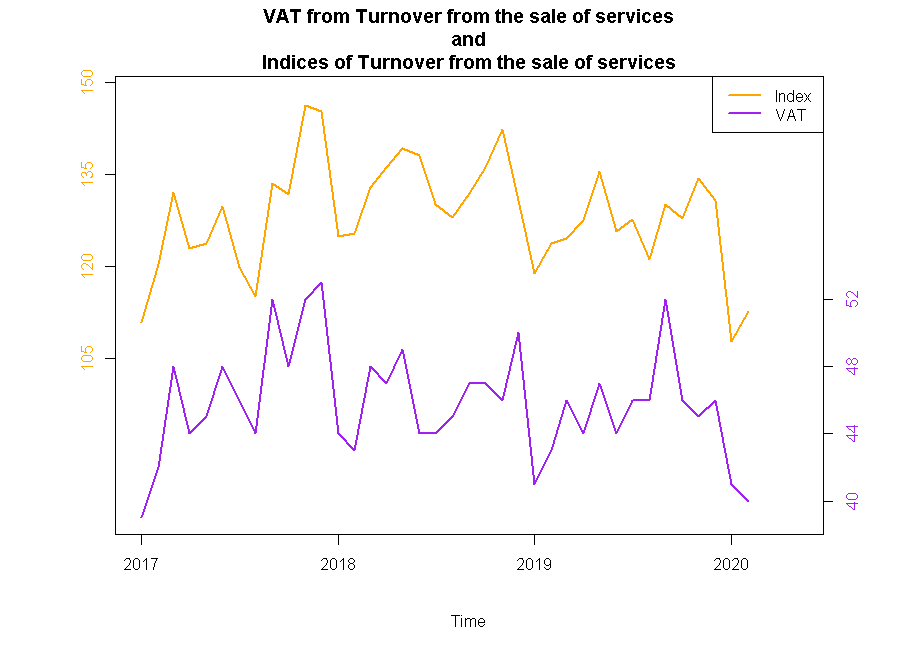 VAT from Turnover from the sale of services
and
Indices of Turnover from the sale of services
150
135
120
105
Index
VAT
52
48
44
40
2017
2018
2019
2020
Time